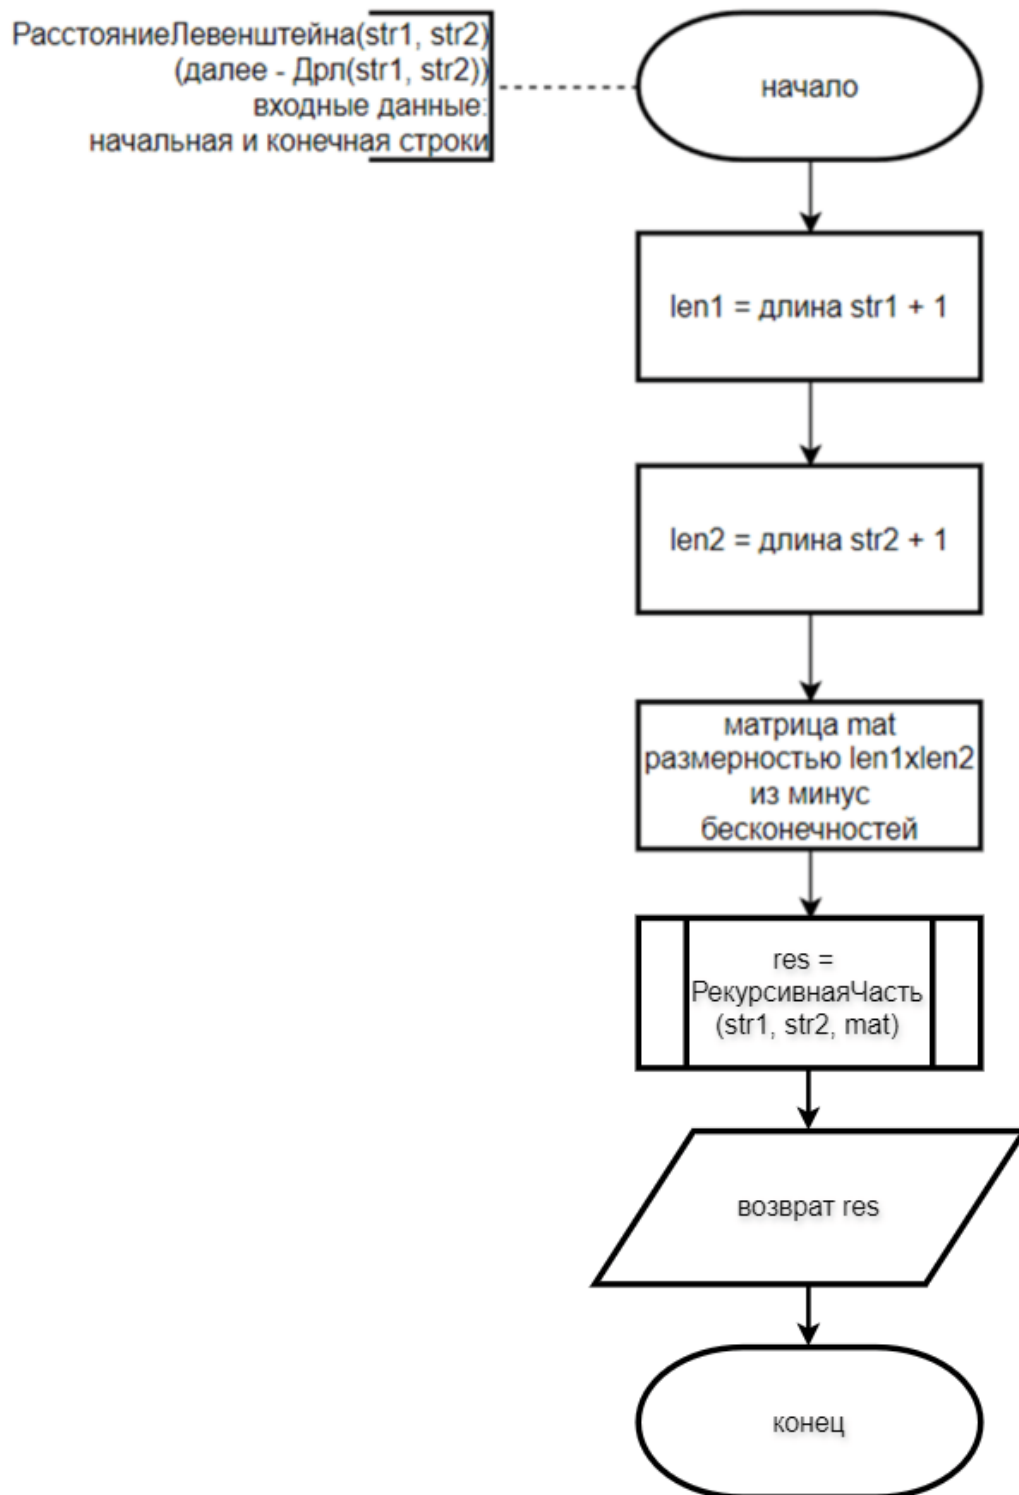 РасстояниеЛевенштейна(str1, str2)
(далее - Дрл(str1, str2))
входные данные:
начальная и конечная строки
начало
len1 = длина str1 + 1
len2 = длина str2 + 1
матрица mat
размерностью len1xlen2
из минус
бесконечностей
res =
РекурсивнаяЧасть
(str1, str2, mat)
возврат res
конец